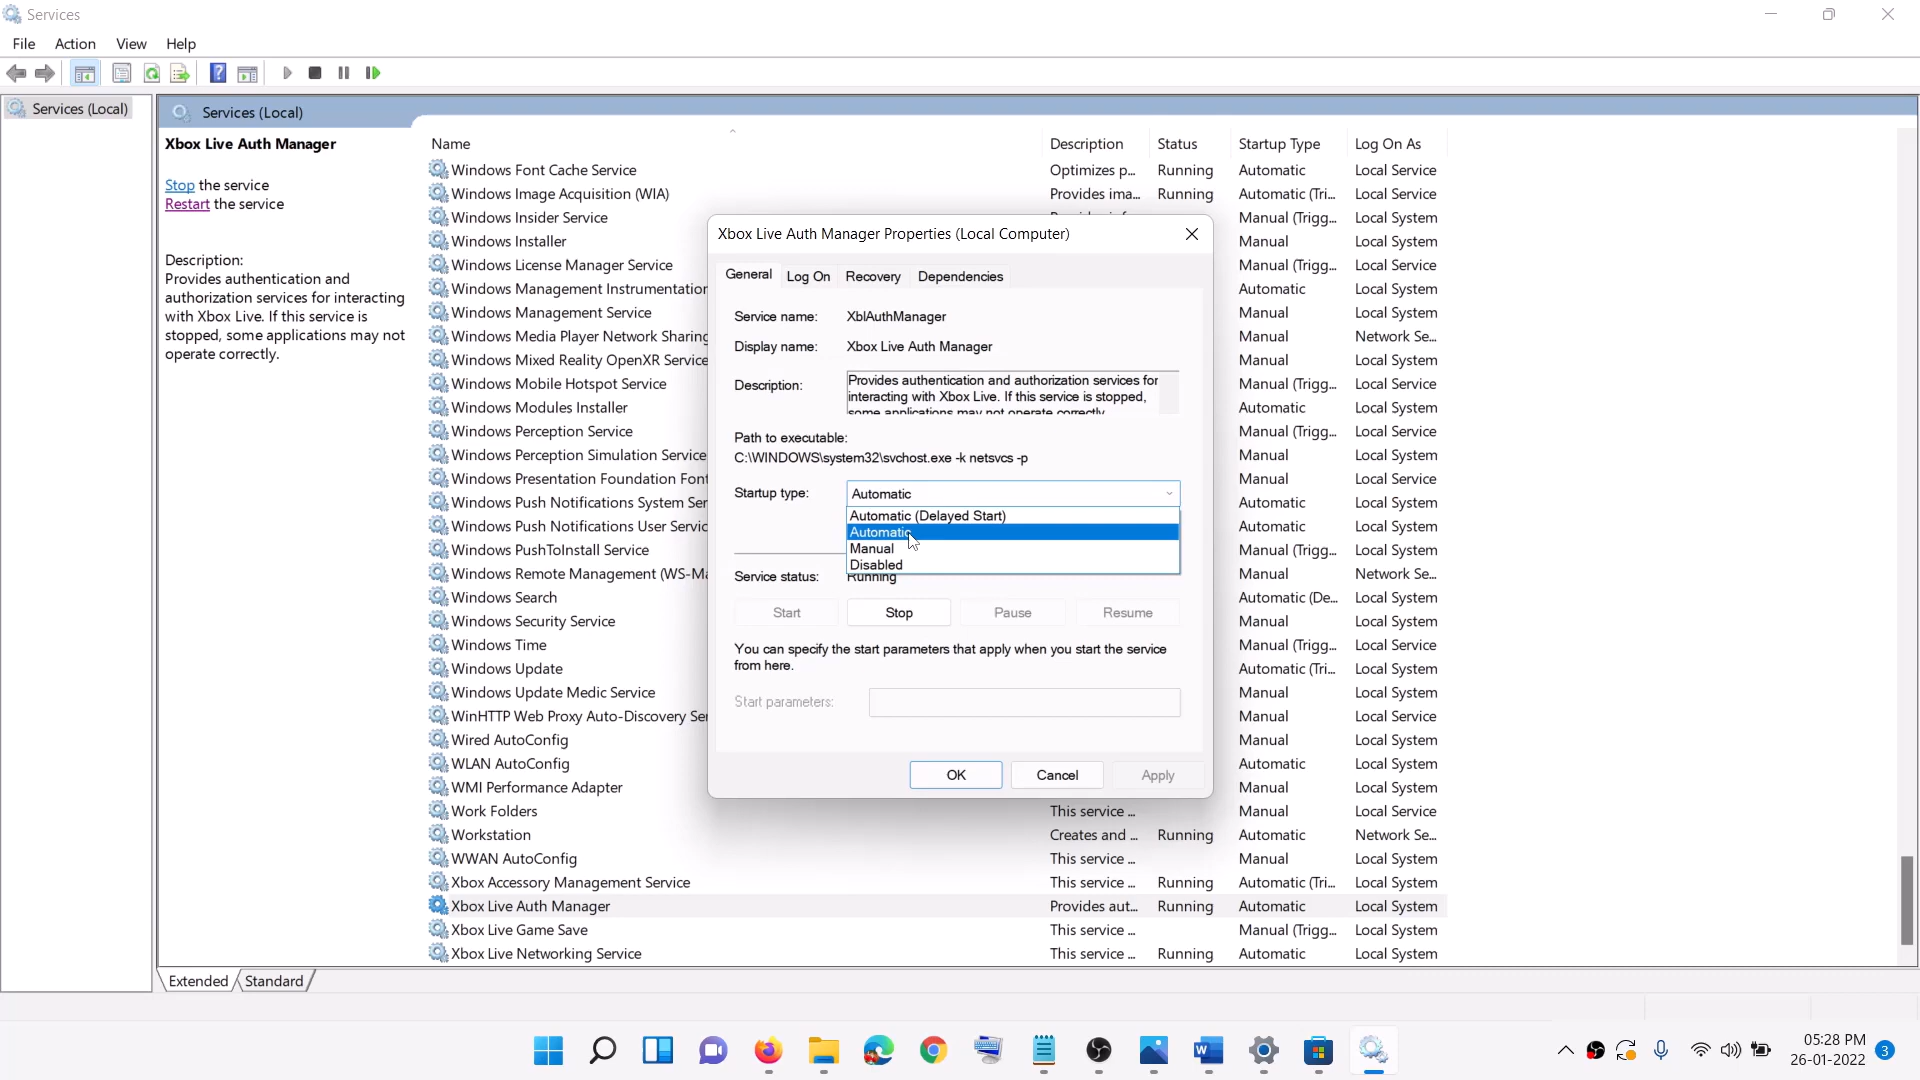 Services
File Action View Help
Services (Local)
Services (Local)
Xbox Live Auth Manager
Stop the service
Restart the service
Description:
Provides authentication and
authorization services for interacting
with Xbox Live. If this service is
stopped, some applications may not
operate correctly.
Name Description Status Startup Type Log On As
Windows Font Cache Service Optimizes p... Running Automatic Local Service
Windows Image Acquisition (WIA) Provides ima... Running Automatic (Tri... Local Service
Windows Insider Service Manual (Trigg... Local System
Windows Installer Manual Local System
Windows License Manager Service Manual (Trigg... Local Service
Windows Management Instrumentation Automatic Local System
Windows Management Service Manual Local System
Windows Media Player Network Sharing Manual Network Se...
Windows Mixed Reality OpenXR Service Manual Local System
Windows Mobile Hotspot Service Manual (Trigg... Local Service
Windows Modules Installer Automatic Local System
Windows Perception Service Manual (Trigg... Local Service
Windows Perception Simulation Service Manual Local System
Windows Presentation Foundation Font Manual Local Service
Windows Push Notifications System Ser Automatic Local System
Windows Push Notifications User Servic Automatic Local System
Windows PushToInstall Service Manual (Trigg... Local System
Windows Remote Management (WS-Ma Manual Network Se...
Windows Search Automatic (De... Local System
Windows Security Service Manual Local System
Windows Time Manual (Trigg... Local Service
Windows Update Automatic (Tri... Local System
Windows Update Medic Service Manual Local System
WinHTTP Web Proxy Auto-Discovery Ser Manual Local Service
Wired AutoConfig Manual Local System
WLAN AutoConfig Automatic Local System
WMI Performance Adapter Manual Local System
Work Folders This service ... Manual Local Service
Workstation Creates and ... Running Automatic Network Se...
WWAN AutoConfig This service ... Manual Local System
Xbox Accessory Management Service This service ... Running Automatic (Tri... Local System
Xbox Live Auth Manager Provides aut... Running Automatic Local System
Xbox Live Game Save This service ... Manual (Trigg... Local System
Xbox Live Networking Service This service ... Running Automatic Local System
Xbox Live Auth Manager Properties (Local Computer)
General Log On Recovery Dependencies
Service name: XblAuthManager
Display name: Xbox Live Auth Manager
Description: Provides authentication and authorization services for
interacting with Xbox Live. If this service is stopped,
some applications may not operate correctly.
Path to executable:
C:\WINDOWS\system32\svchost.exe -k netsvcs -p
Startup type: Automatic
Automatic (Delayed Start)
Automatic
Manual
Disabled
Service status: Running
Start Stop Pause Resume
You can specify the start parameters that apply when you start the service
from here.
Start parameters:
OK Cancel Apply
Extended Standard
05:28 PM
26-01-2022 3